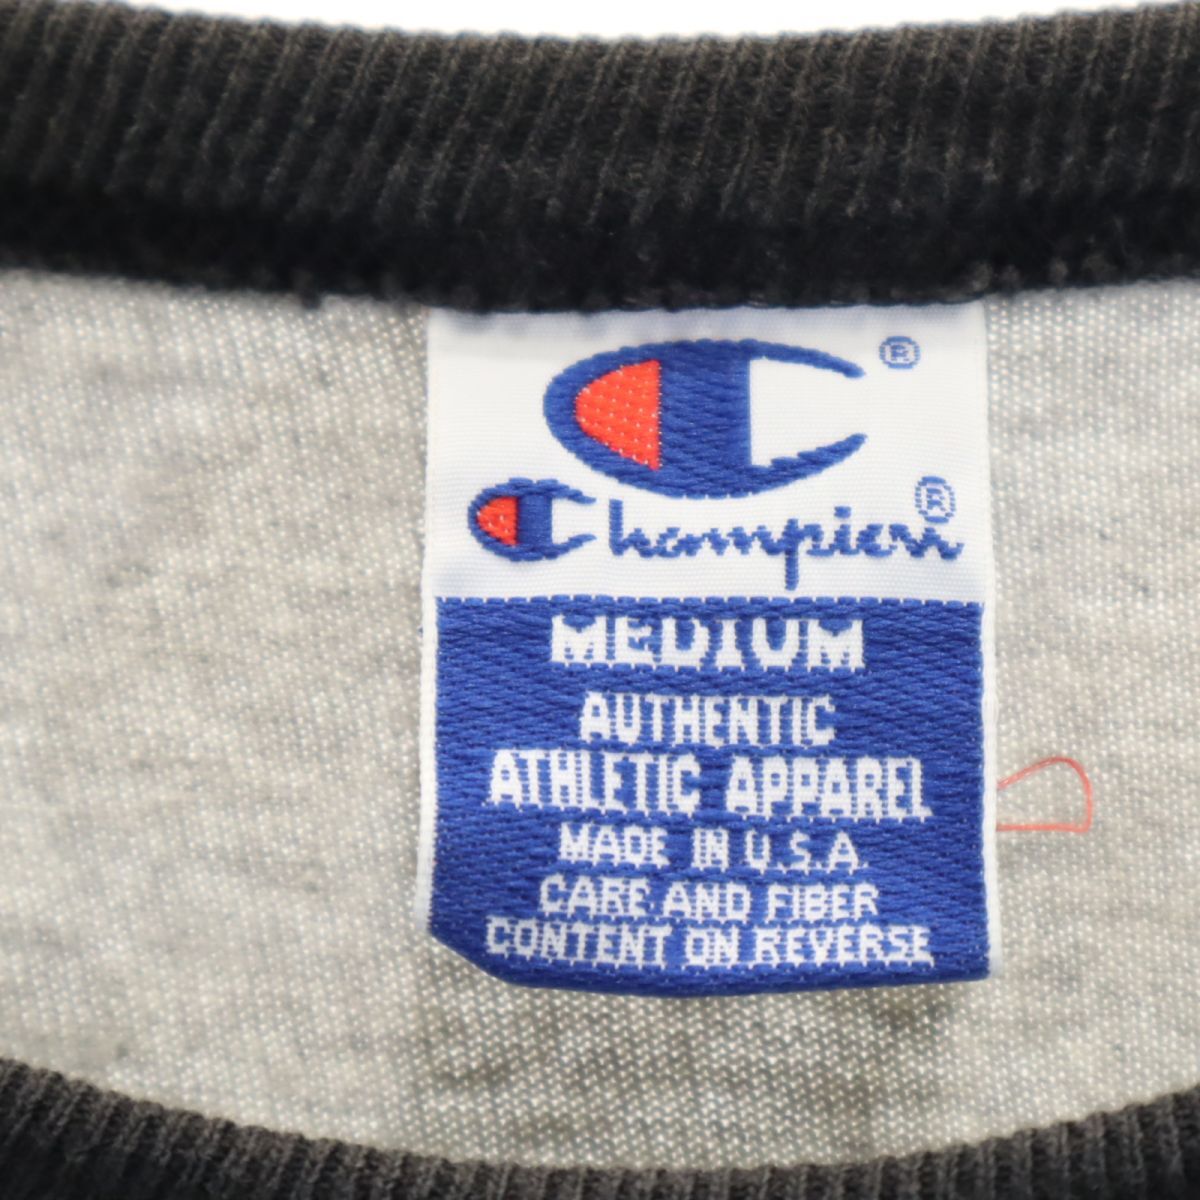 ®
Champion®
MEDIUM
AUTHENTIC
ATHLETIC APPAREL
MADE IN U.S.A.
CARE AND FIBER
CONTENT ON REVERSE